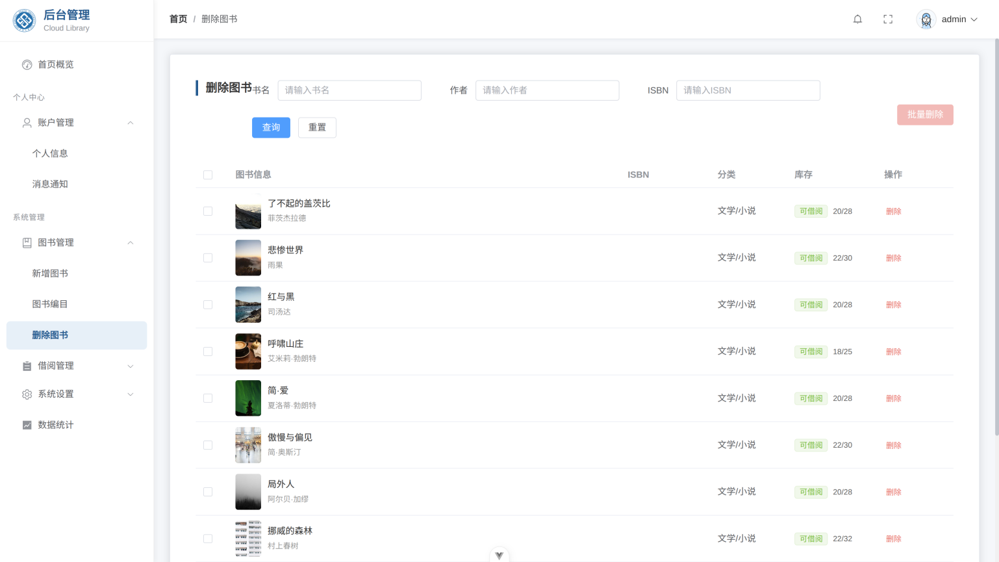 后台管理
Cloud Library
首页 / 删除图书
admin
首页概览
个人中心
账户管理
个人信息
消息通知
系统管理
图书管理
新增图书
图书编目
删除图书
借阅管理
系统设置
数据统计
删除图书
书名 请输入书名 作者 请输入作者 ISBN 请输入ISBN
查询 重置
批量删除
图书信息 ISBN 分类 库存 操作
了不起的盖茨比
菲茨杰拉德
文学/小说 可借阅 20/28 删除
悲惨世界
雨果
文学/小说 可借阅 22/30 删除
红与黑
司汤达
文学/小说 可借阅 20/28 删除
呼啸山庄
艾米莉·勃朗特
文学/小说 可借阅 18/25 删除
简·爱
夏洛蒂·勃朗特
文学/小说 可借阅 20/28 删除
傲慢与偏见
简·奥斯汀
文学/小说 可借阅 22/30 删除
局外人
阿尔贝·加缪
文学/小说 可借阅 20/28 删除
挪威的森林
村上春树
文学/小说 可借阅 22/32 删除